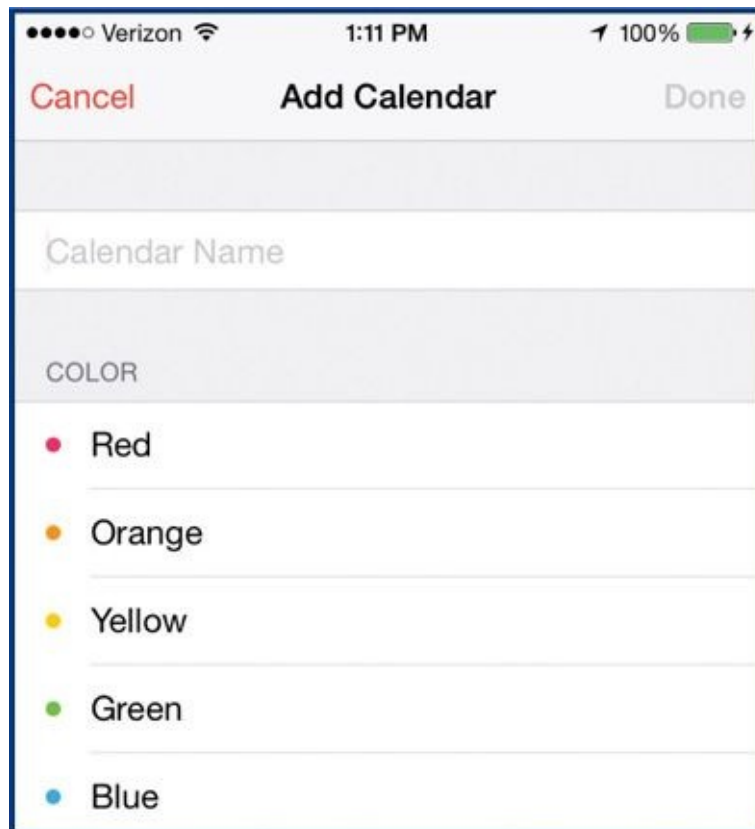 Verizon 1:11 PM 100%
Cancel Add Calendar Done
Calendar Name
COLOR
Red
Orange
Yellow
Green
Blue